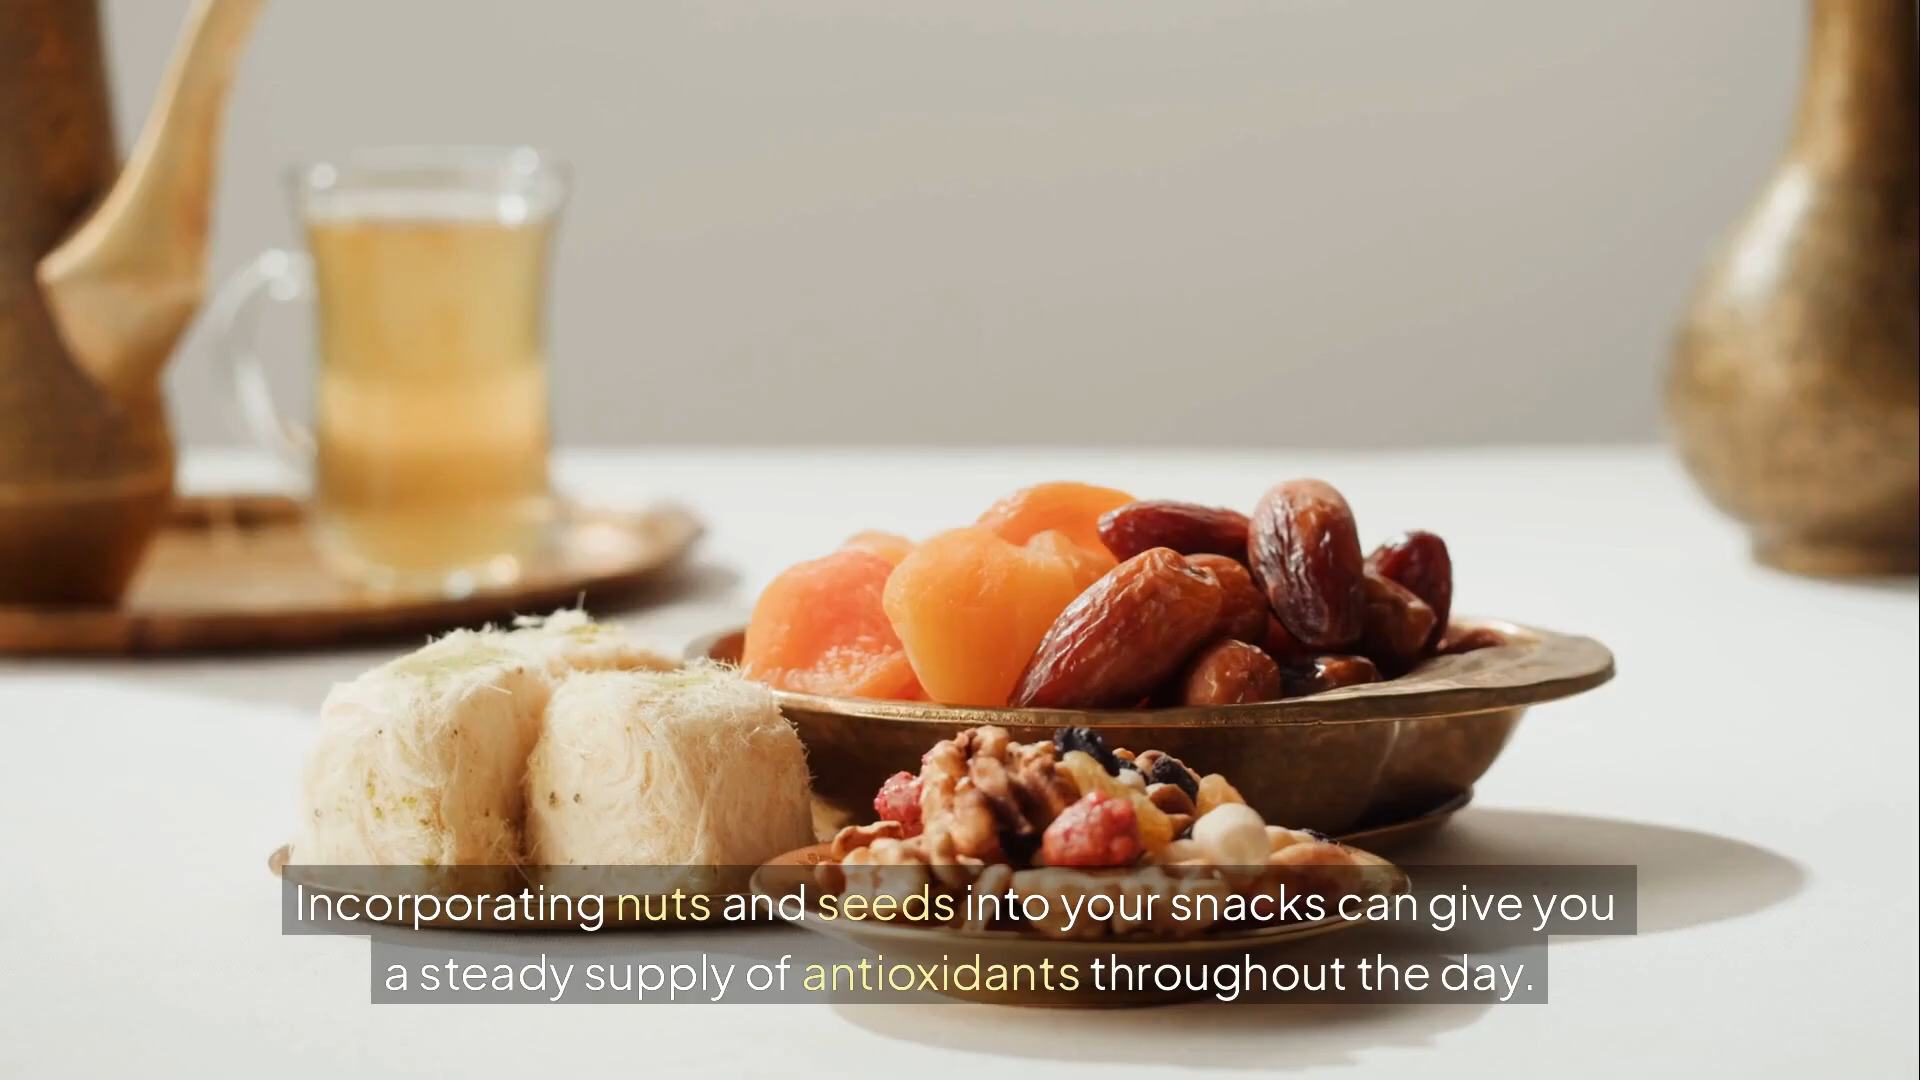 Incorporating nuts and seeds into your snacks can give you
a steady supply of antioxidants throughout the day.